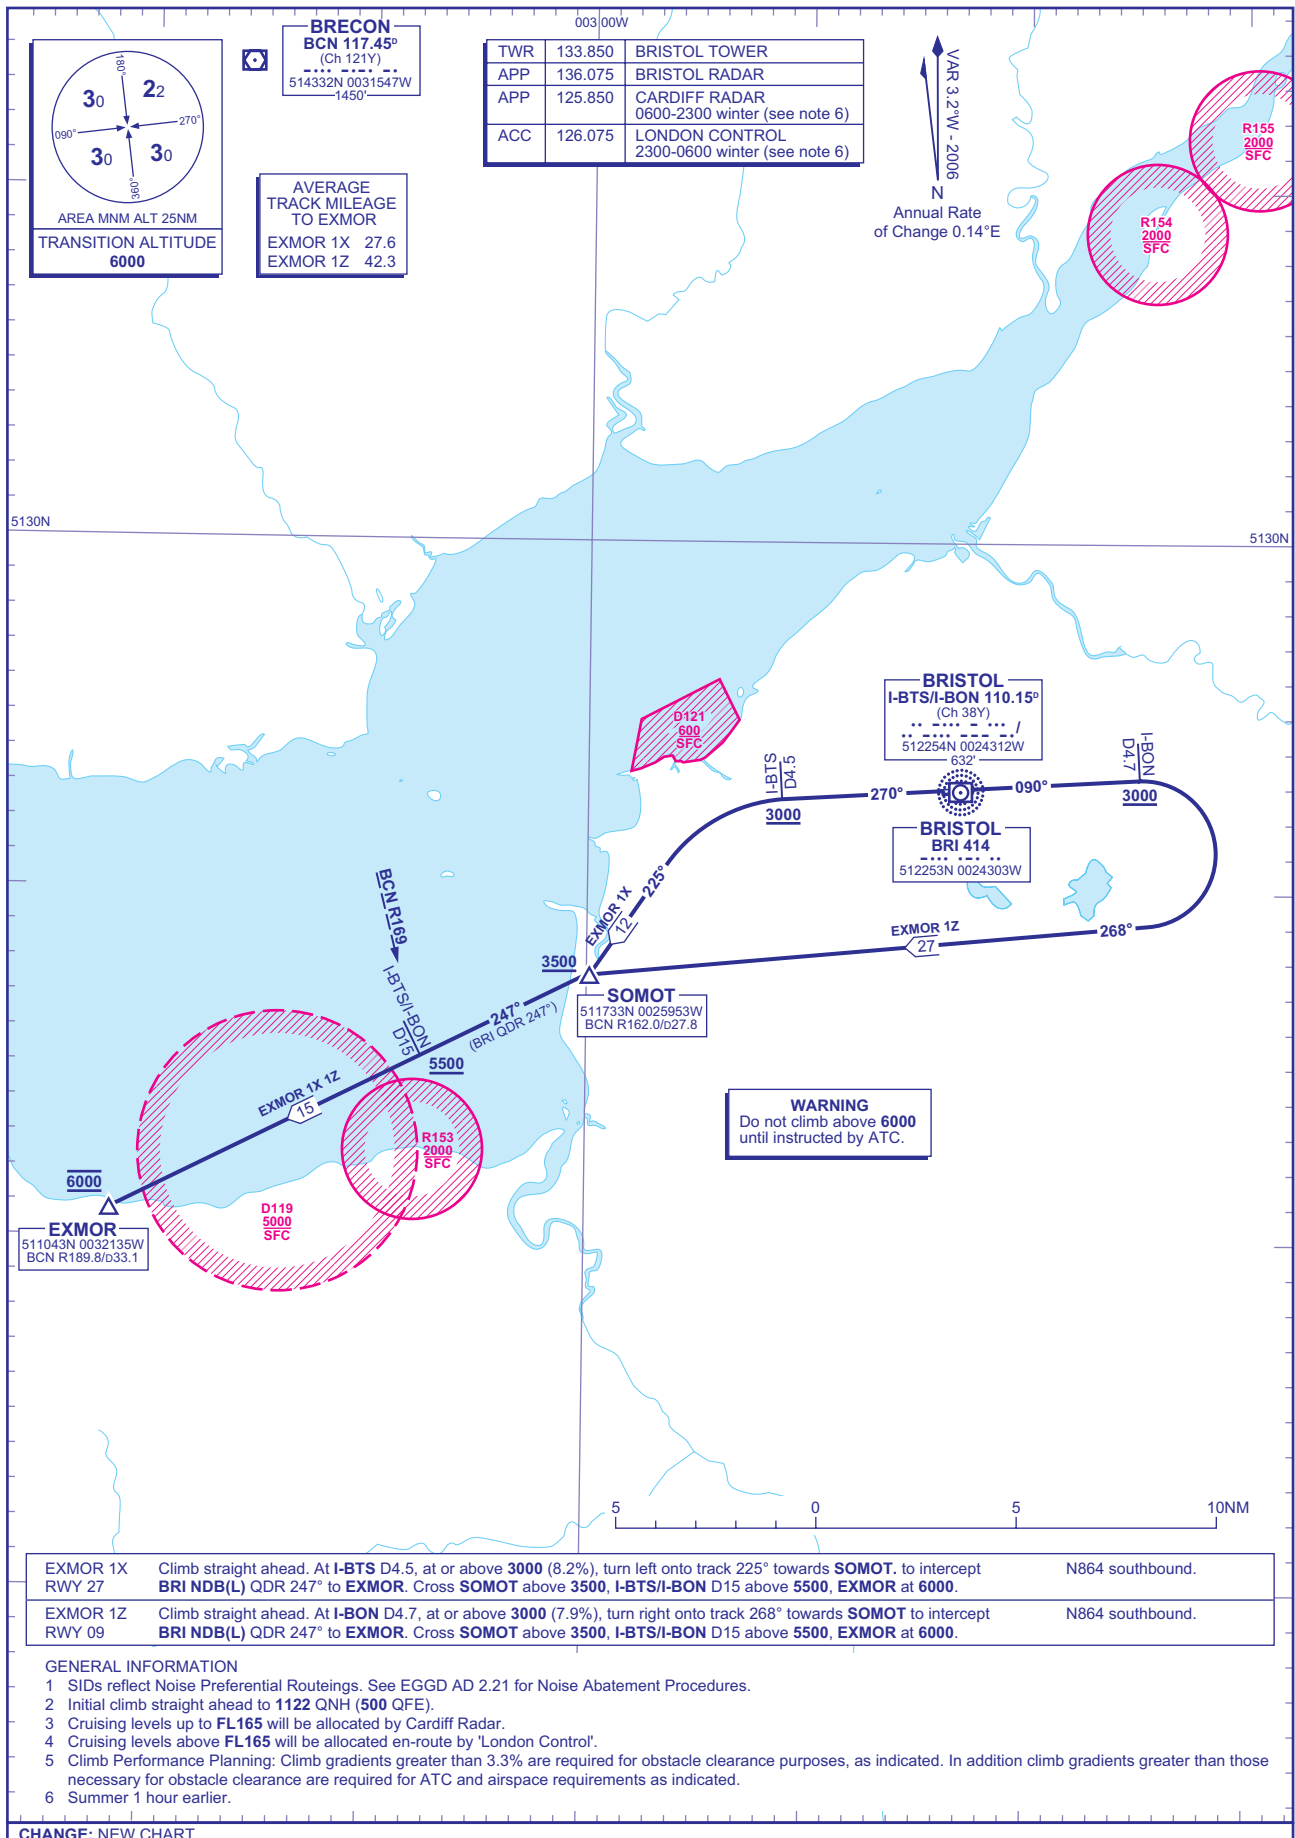 BRECON
BCN 117.45D
(Ch 121Y)
514332N 0031547W
1450'
003 00W
180°
30
22
090°
270°
30
30
360°
AREA MNM ALT 25NM
TRANSITION ALTITUDE
6000
AVERAGE
TRACK MILEAGE
TO EXMOR
EXMOR 1X 27.6
EXMOR 1Z 42.3
TWR 133.850 BRISTOL TOWER
APP 136.075 BRISTOL RADAR
APP 125.850 CARDIFF RADAR
0600-2300 winter (see note 6)
ACC 126.075 LONDON CONTROL
2300-0600 winter (see note 6)
VAR 3.2°W - 2006
N
Annual Rate
of Change 0.14°E
R155
2000
SFC
R154
2000
SFC
5130N
5130N
D121
600
SFC
BRISTOL
I-BTS/I-BON 110.15D
(Ch 38Y)
512254N 0024312W
632'
I-BTS
D4.5
3000
270°
090°
I-BON
D4.7
3000
BRISTOL
BRI 414
512253N 0024303W
225°
EXMOR 1X
12
EXMOR 1Z
27
268°
BCN R169
I-BTS/I-BON
D15
3500
SOMOT
511733N 0025953W
BCN R162.0/D27.8
247°
(BRI QDR 247°)
5500
EXMOR 1X 1Z
15
R153
2000
SFC
WARNING
Do not climb above 6000
until instructed by ATC.
6000
EXMOR
511043N 0032135W
BCN R189.8/D33.1
D119
5000
SFC
5 0 5 10NM
EXMOR 1X Climb straight ahead. At I-BTS D4.5, at or above 3000 (8.2%), turn left onto track 225° towards SOMOT. to intercept N864 southbound.
RWY 27 BRI NDB(L) QDR 247° to EXMOR. Cross SOMOT above 3500, I-BTS/I-BON D15 above 5500, EXMOR at 6000.
EXMOR 1Z Climb straight ahead. At I-BON D4.7, at or above 3000 (7.9%), turn right onto track 268° towards SOMOT to intercept N864 southbound.
RWY 09 BRI NDB(L) QDR 247° to EXMOR. Cross SOMOT above 3500, I-BTS/I-BON D15 above 5500, EXMOR at 6000.
GENERAL INFORMATION
1 SIDs reflect Noise Preferential Routeings. See EGGD AD 2.21 for Noise Abatement Procedures.
2 Initial climb straight ahead to 1122 QNH (500 QFE).
3 Cruising levels up to FL165 will be allocated by Cardiff Radar.
4 Cruising levels above FL165 will be allocated en-route by 'London Control'.
5 Climb Performance Planning: Climb gradients greater than 3.3% are required for obstacle clearance purposes, as indicated. In addition climb gradients greater than those
necessary for obstacle clearance are required for ATC and airspace requirements as indicated.
6 Summer 1 hour earlier.
CHANGE: NEW CHART